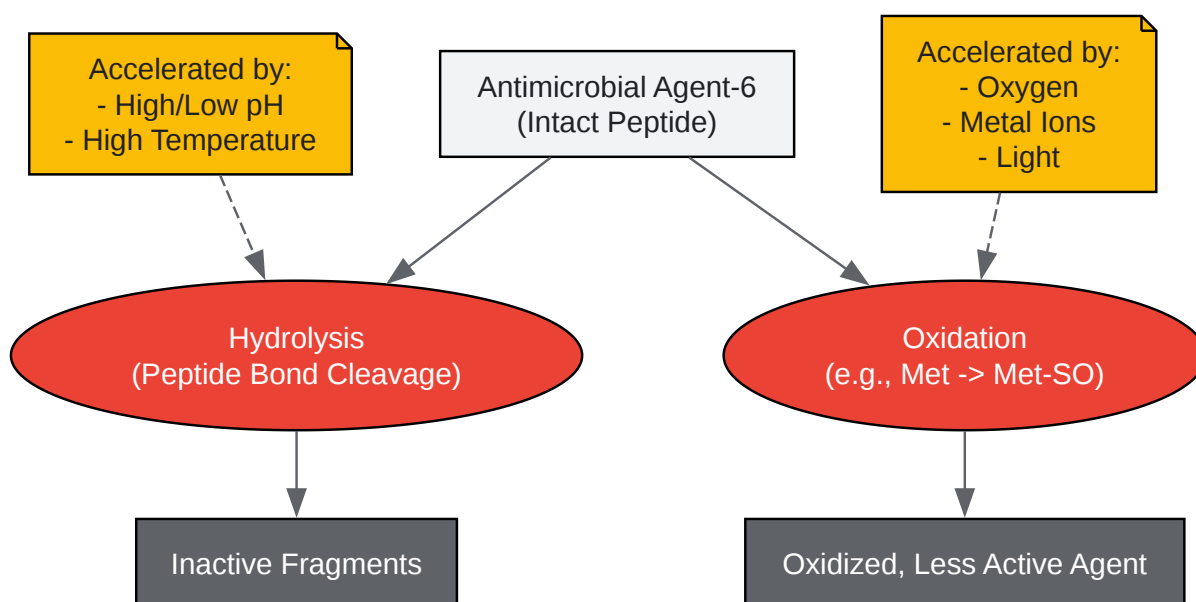 Accelerated by:
- High/Low pH
- High Temperature
Antimicrobial Agent-6
(Intact Peptide)
Accelerated by:
- Oxygen
- Metal Ions
- Light
Hydrolysis
(Peptide Bond Cleavage)
Oxidation
(e.g., Met -> Met-SO)
Inactive Fragments
Oxidized, Less Active Agent